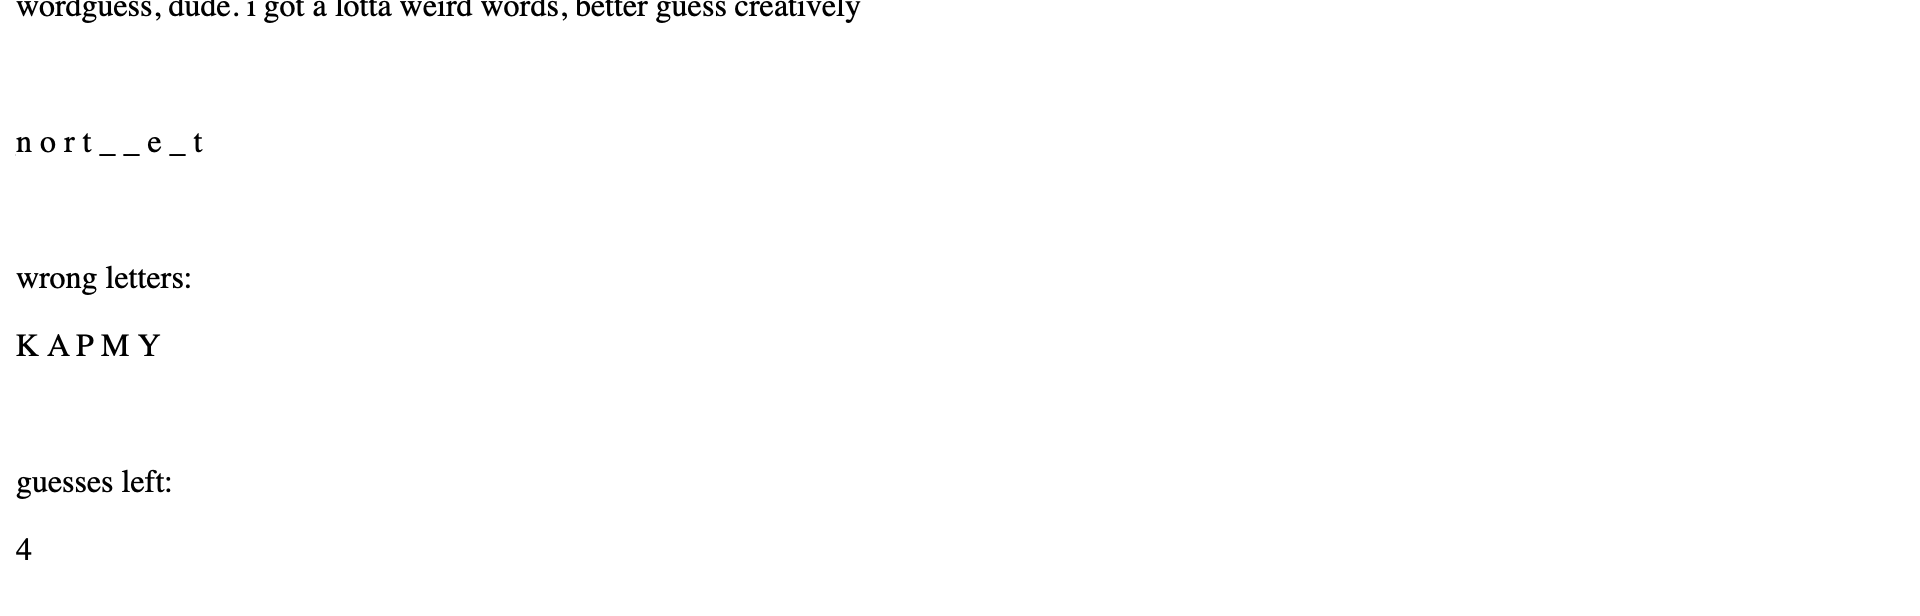 wordguess, dude. i got a lotta weird words, better guess creatively
n o r t _ _ e _ t
wrong letters:
K A P M Y
guesses left:
4